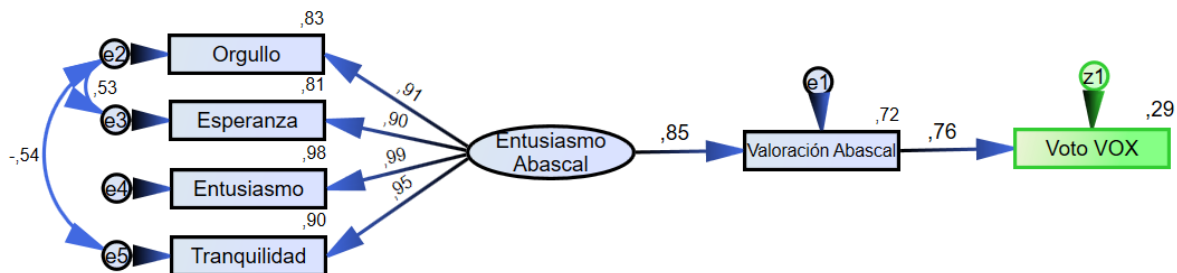 ,83
e2
Orgullo
,53
,81
e3
Esperanza
-,54
,98
e4
Entusiasmo
,90
e5
Tranquilidad
,91
,90
,99
,95
Entusiasmo
Abascal
,85
e1
,72
Valoración Abascal
,76
z1
,29
Voto VOX